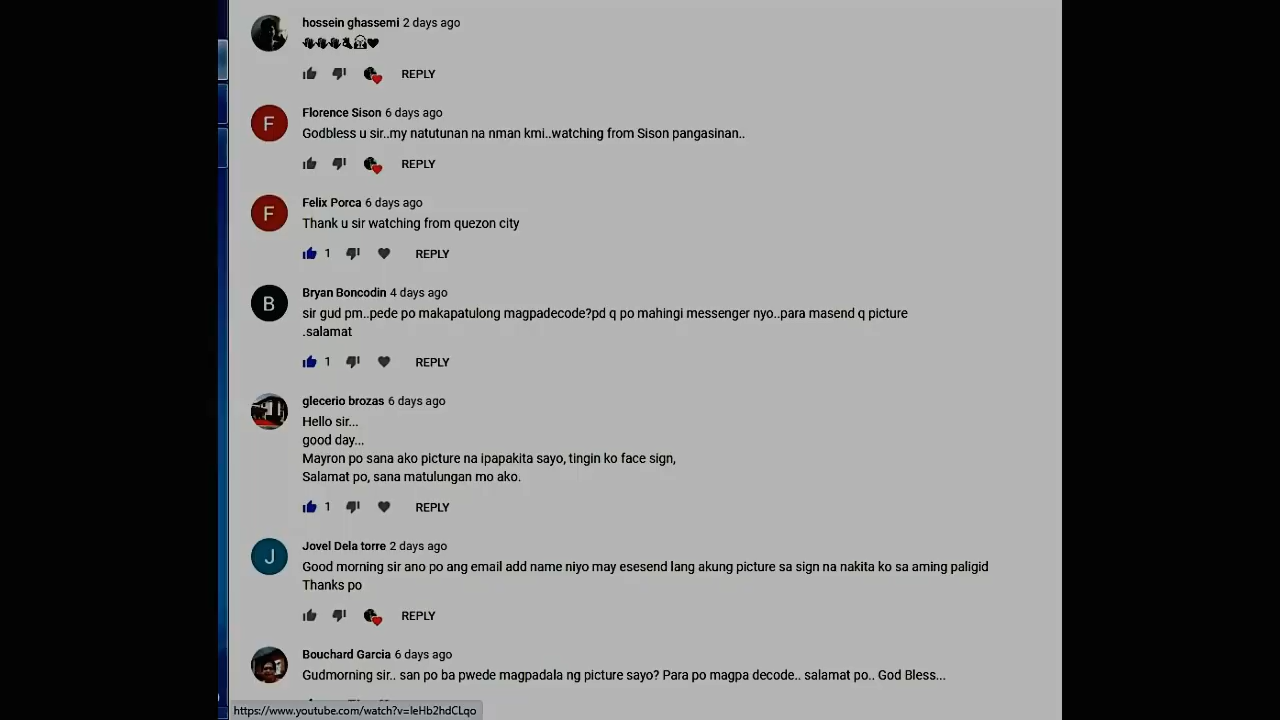 hossein ghassemi 2 days ago
REPLY
F
Florence Sison 6 days ago
Godbless u sir..my natutunan na nman kmi..watching from Sison pangasinan..
REPLY
F
Felix Porca 6 days ago
Thank u sir watching from quezon city
1 REPLY
B
Bryan Boncodin 4 days ago
sir gud pm..pede po makapatulong magpadecode?pd q po mahingi messenger nyo..para masend q picture
.salamat
1 REPLY
glecerio brozas 6 days ago
Hello sir...
good day...
Mayron po sana ako picture na ipapakita sayo, tingin ko face sign,
Salamat po, sana matulungan mo ako.
1 REPLY
J
Jovel Dela torre 2 days ago
Good morning sir ano po ang email add name niyo may esesend lang akung picture sa sign na nakita ko sa aming paligid
Thanks po
REPLY
Bouchard Garcia 6 days ago
Gudmorning sir.. san po ba pwede magpadala ng picture sayo? Para po magpa decode.. salamat po.. God Bless...
https://www.youtube.com/watch?v=leHb2hdCLqo